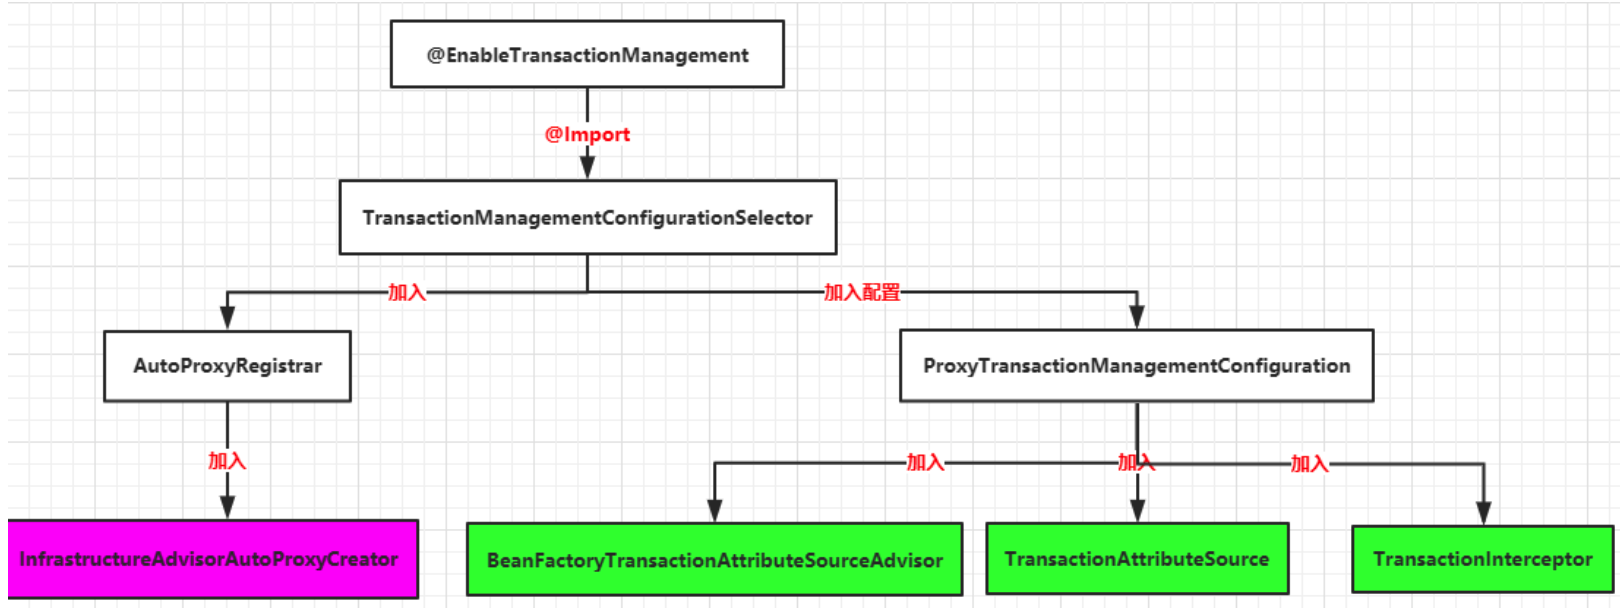 @EnableTransactionManagement
@Import
TransactionManagementConfigurationSelector
加入
加入配置
AutoProxyRegistrar
ProxyTransactionManagementConfiguration
加入
加入
加入
加入
InfrastructureAdvisorAutoProxyCreator
BeanFactoryTransactionAttributeSourceAdvisor
TransactionAttributeSource
TransactionInterceptor